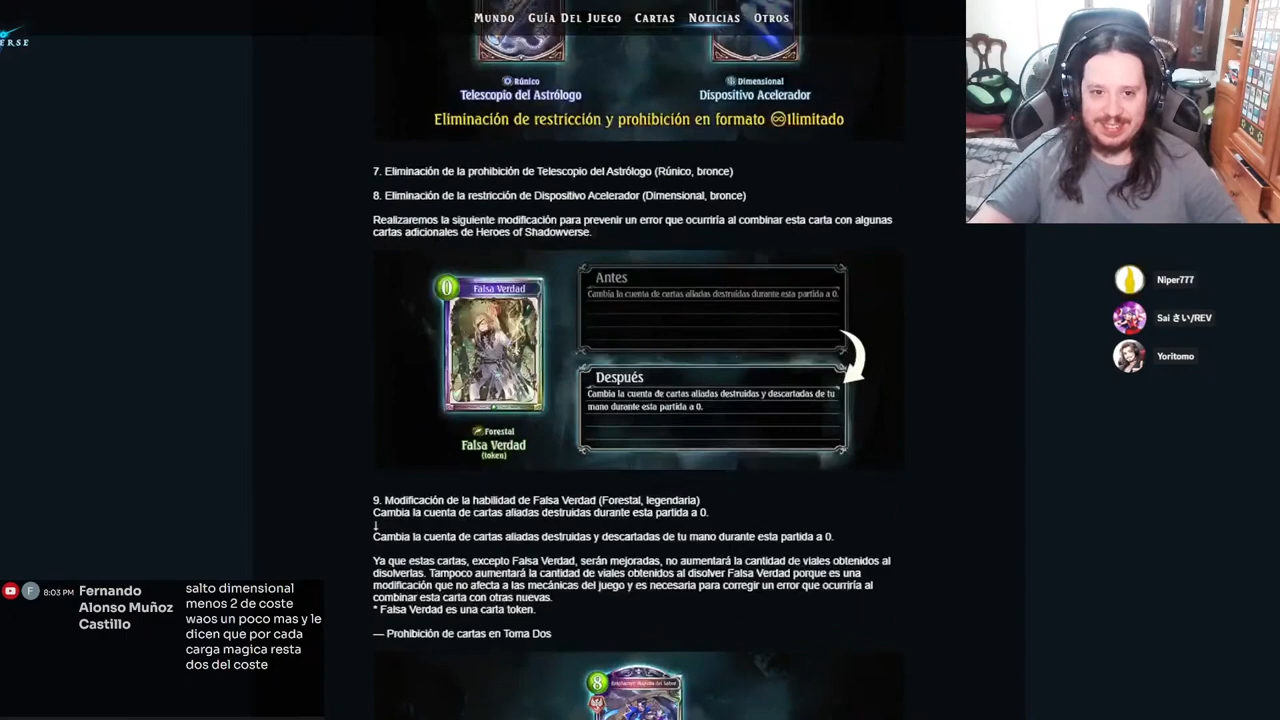 MUNDO GUÍA DEL JUEGO CARTAS NOTICIAS OTROS
ERSE
Rúnico
Telescopio del Astrólogo
Dimensional
Dispositivo Acelerador
Eliminación de restricción y prohibición en formato Ilimitado
7. Eliminación de la prohibición de Telescopio del Astrólogo (Rúnico, bronce)
8. Eliminación de la restricción de Dispositivo Acelerador (Dimensional, bronce)
Realizaremos la siguiente modificación para prevenir un error que ocurriría al combinar esta carta con algunas
cartas adicionales de Heroes of Shadowverse.
0
Falsa Verdad
Forestal
Falsa Verdad
(token)
Antes
Cambia la cuenta de cartas aliadas destruidas durante esta partida a 0.
Después
Cambia la cuenta de cartas aliadas destruidas y descartadas de tu
mano durante esta partida a 0.
Niper777
Sai さい/REV
Yoritomo
9. Modificación de la habilidad de Falsa Verdad (Forestal, legendaria)
Cambia la cuenta de cartas aliadas destruidas durante esta partida a 0.
↓
Cambia la cuenta de cartas aliadas destruidas y descartadas de tu mano durante esta partida a 0.
Ya que estas cartas, excepto Falsa Verdad, serán mejoradas, no aumentará la cantidad de viales obtenidos al
disolverlas. Tampoco aumentará la cantidad de viales obtenidos al disolver Falsa Verdad porque es una
modificación que no afecta a las mecánicas del juego y es necesaria para corregir un error que ocurriría al
combinar esta carta con otras nuevas.
* Falsa Verdad es una carta token.
— Prohibición de cartas en Toma Dos
8
F 8:03 PM Fernando
Alonso Muñoz
Castillo
salto dimensional
menos 2 de coste
waos un poco mas y le
dicen que por cada
carga magica resta
dos del coste